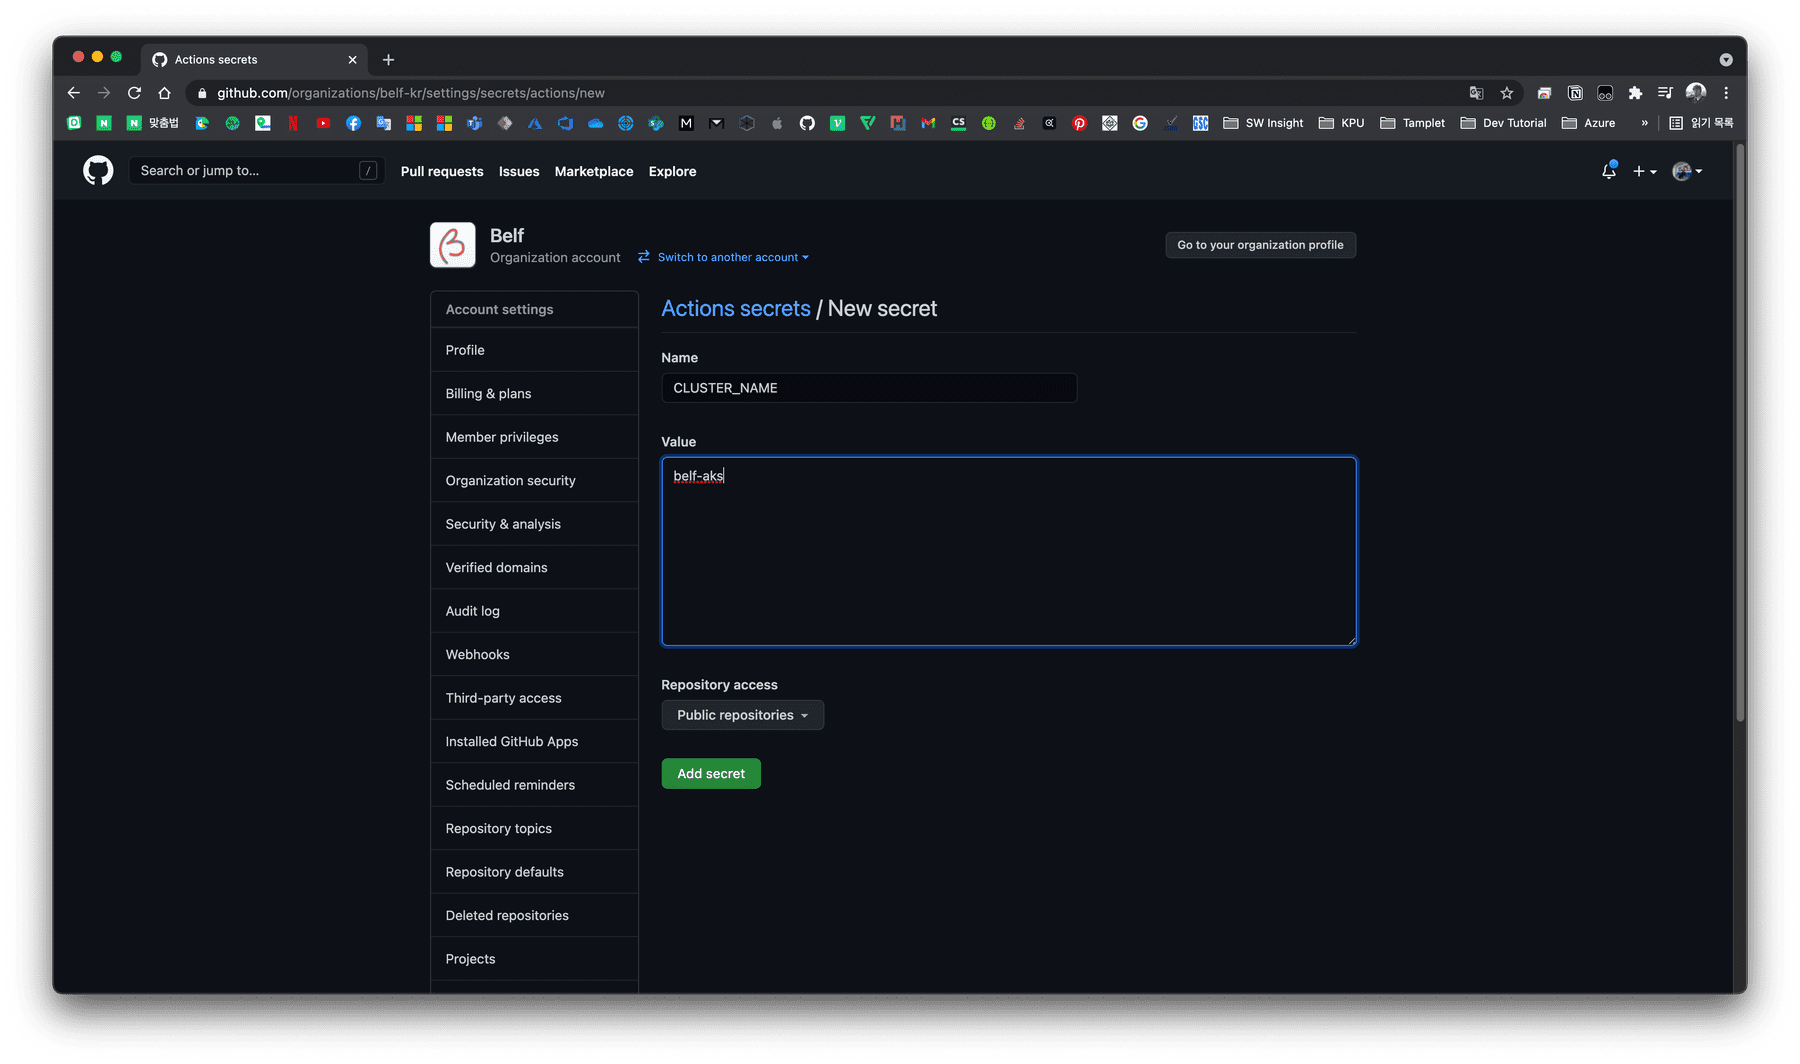 Actions secrets
github.com/organizations/belf-kr/settings/secrets/actions/new
맞춤법
SW Insight
KPU
Tamplet
Dev Tutorial
Azure
»
읽기 목록
Search or jump to...
/
Pull requests
Issues
Marketplace
Explore
Belf
Organization account
Switch to another account
Go to your organization profile
Account settings
Profile
Billing & plans
Member privileges
Organization security
Security & analysis
Verified domains
Audit log
Webhooks
Third-party access
Installed GitHub Apps
Scheduled reminders
Repository topics
Repository defaults
Deleted repositories
Projects
Actions secrets / New secret
Name
CLUSTER_NAME
Value
belf-aks
Repository access
Public repositories
Add secret